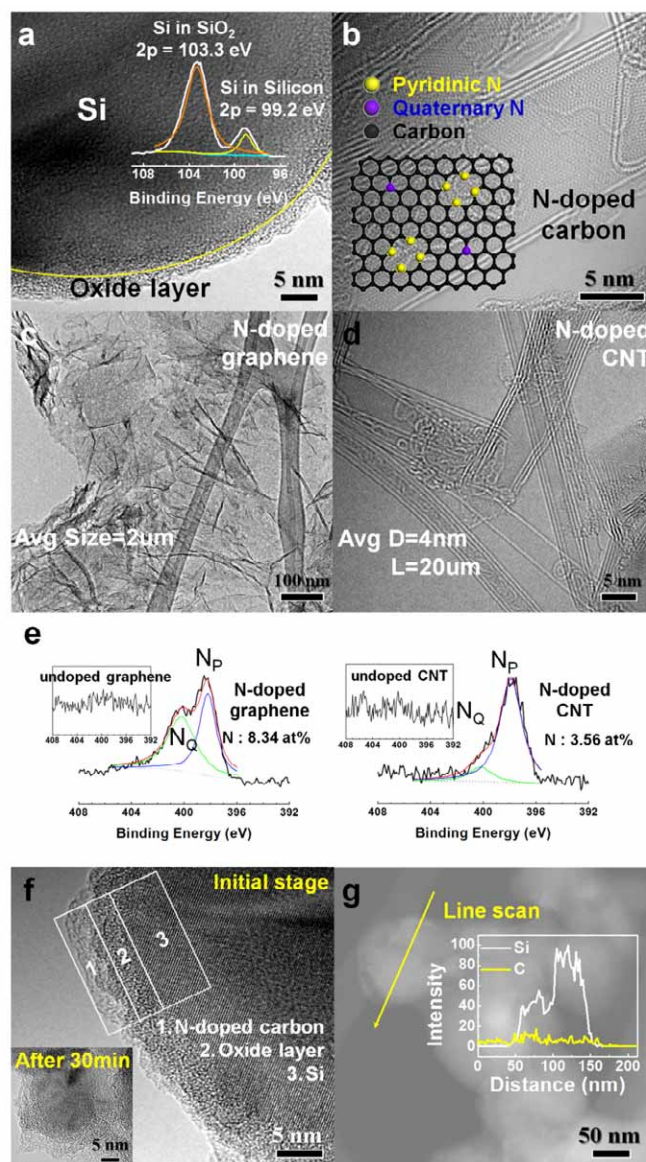 a
Si in SiO2
2p = 103.3 eV
Si in Silicon
2p = 99.2 eV
Si
108 104 100 96
Binding Energy (eV)
Oxide layer
5 nm
b
Pyridinic N
Quaternary N
Carbon
N-doped
carbon
5 nm
c
N-doped
graphene
Avg Size=2um
100 nm
d
N-doped
CNT
Avg D=4nm
L=20um
5 nm
e
undoped graphene
408 404 400 396 392
NP
NQ
N-doped
graphene
N : 8.34 at%
408 404 400 396 392
Binding Energy (eV)
undoped CNT
408 404 400 396 392
NP
NQ
N-doped
CNT
N : 3.56 at%
408 404 400 396 392
Binding Energy (eV)
f
Initial stage
1
2
3
1. N-doped carbon
2. Oxide layer
3. Si
After 30min
5 nm
5 nm
g
Line scan
Si
C
100
80
60
40
20
0
Intensity
0 50 100 150 200
Distance (nm)
50 nm